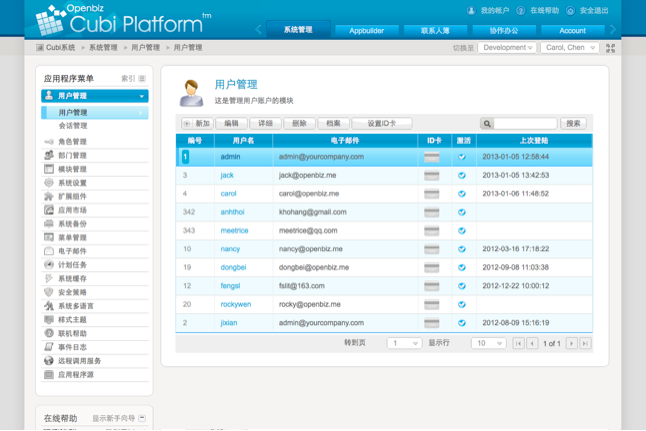 Openbiz
Cubi Platform™
我的帐户 在线帮助 安全退出
系统管理 Appbuilder 联系人薄 协作办公 Account
Cubi系统 » 系统管理 » 用户管理 » 用户管理
切换至 Development Carol, Chen
应用程序菜单 索引
用户管理
用户管理
会话管理
角色管理
部门管理
模块管理
系统设置
扩展组件
应用市场
系统备份
菜单管理
电子邮件
计划任务
系统缓存
安全策略
系统多语言
样式主题
联机帮助
事件日志
远程调用服务
应用程序源
在线帮助 显示新手向导
用户管理
这是管理用户账户的模块
新加 编辑 详细 删除 档案 设置ID卡 搜索
编号 用户名 电子邮件 ID卡 激活 上次登陆
1 admin admin@yourcompany.com 2013-01-05 12:58:44
3 jack jack@openbiz.me 2013-01-05 13:42:53
4 carol carol@openbiz.me 2013-01-06 11:48:52
342 anhthoi khohang@gmail.com
343 meetrice meetrice@qq.com
10 nancy nancy@openbiz.me 2012-03-16 17:18:22
19 dongbei dongbei@openbiz.me 2012-09-08 11:03:38
12 fengsl fslit@163.com 2012-12-22 10:00:12
20 rockywen rocky@openbiz.me
2 jixian admin@yourcompany.com 2012-08-09 15:16:19
转到页 1 显示行 10 1 of 1